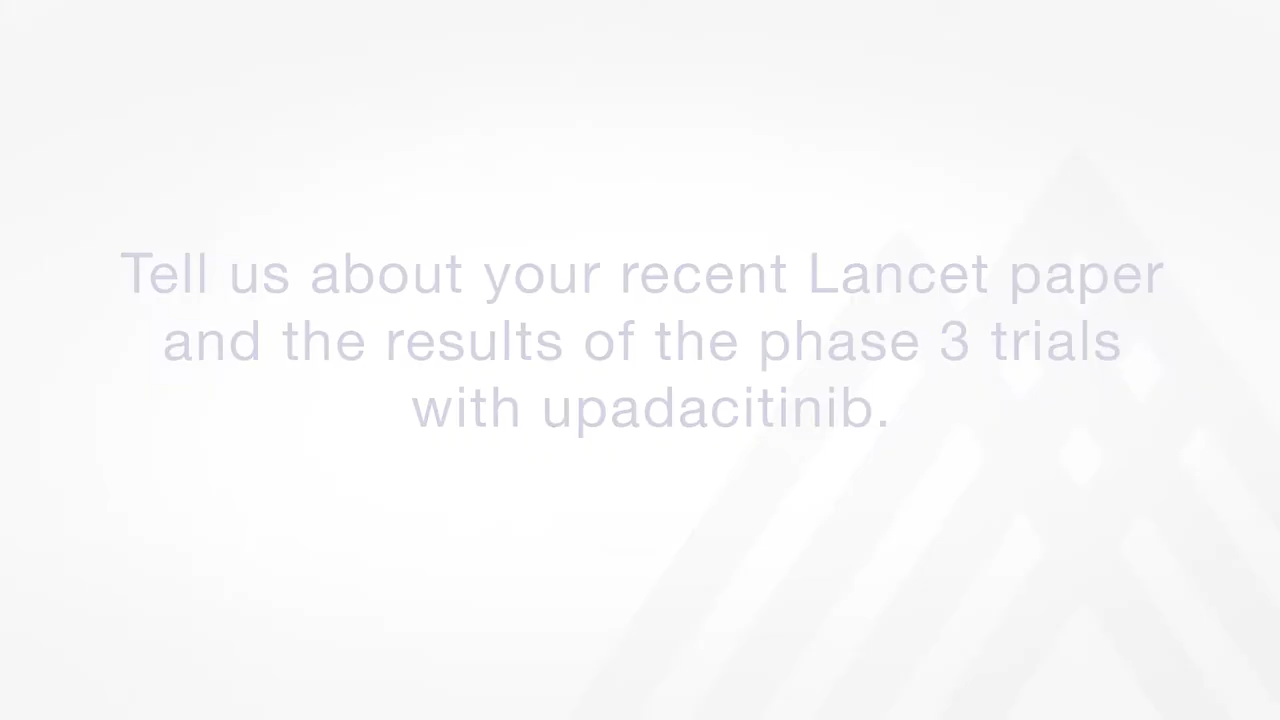 Tell us about your recent Lancet paper
and the results of the phase 3 trials
with upadacitinib.